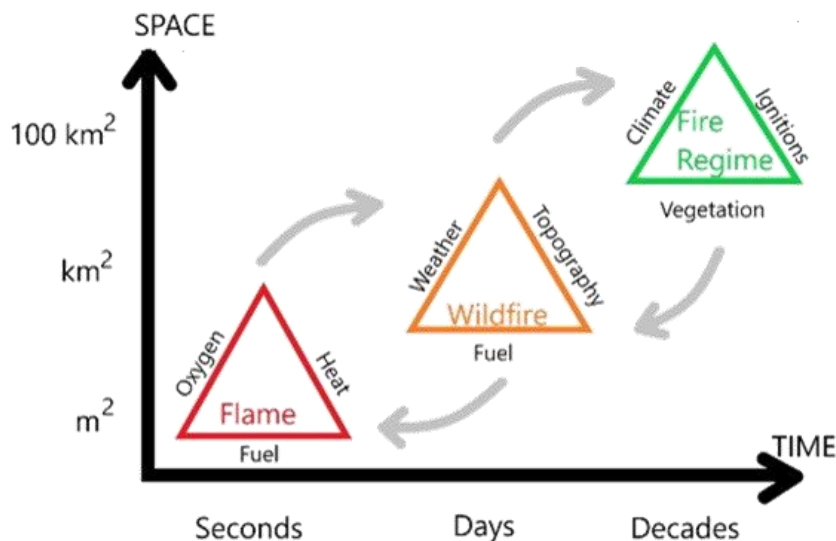 SPACE
100 km²
km²
m²
Climate
Ignitions
Fire
Regime
Vegetation
Weather
Topography
Wildfire
Fuel
Oxygen
Heat
Flame
Fuel
TIME
Seconds
Days
Decades